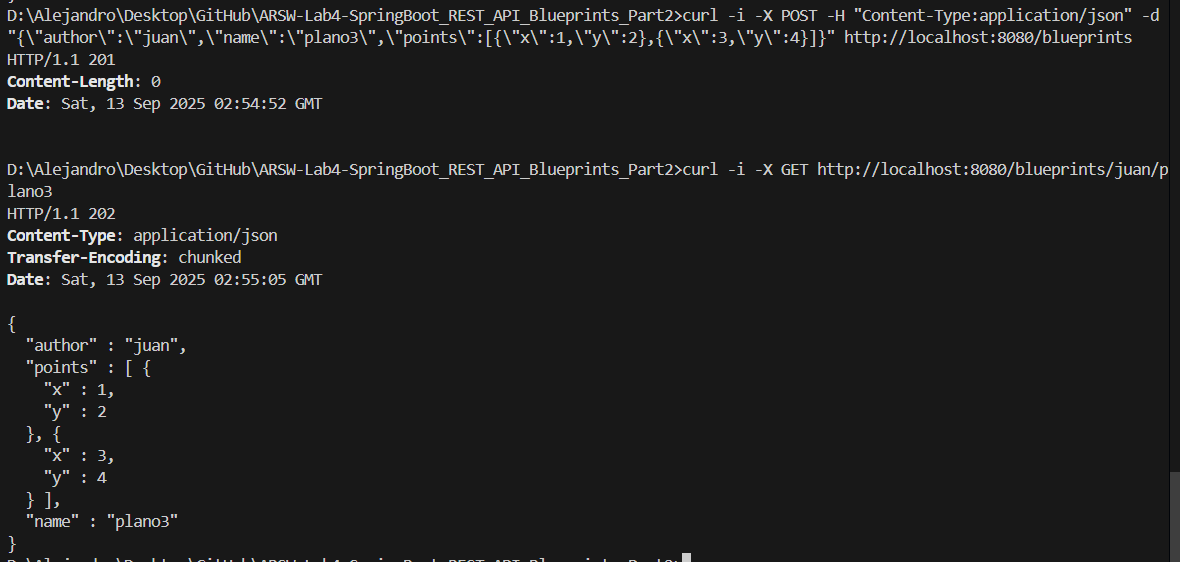 D:\Alejandro\Desktop\GitHub\ARSW-Lab4-SpringBoot_REST_API_Blueprints_Part2>curl -i -X POST -H "Content-Type:application/json" -d
"{\"author\":\"juan\",\"name\":\"plano3\",\"points\":[{\"x\":1,\"y\":2},{\"x\":3,\"y\":4}]}" http://localhost:8080/blueprints
HTTP/1.1 201
Content-Length: 0
Date: Sat, 13 Sep 2025 02:54:52 GMT
D:\Alejandro\Desktop\GitHub\ARSW-Lab4-SpringBoot_REST_API_Blueprints_Part2>curl -i -X GET http://localhost:8080/blueprints/juan/p
lano3
HTTP/1.1 202
Content-Type: application/json
Transfer-Encoding: chunked
Date: Sat, 13 Sep 2025 02:55:05 GMT
{
  "author" : "juan",
  "points" : [ {
    "x" : 1,
    "y" : 2
  }, {
    "x" : 3,
    "y" : 4
  } ],
  "name" : "plano3"
}